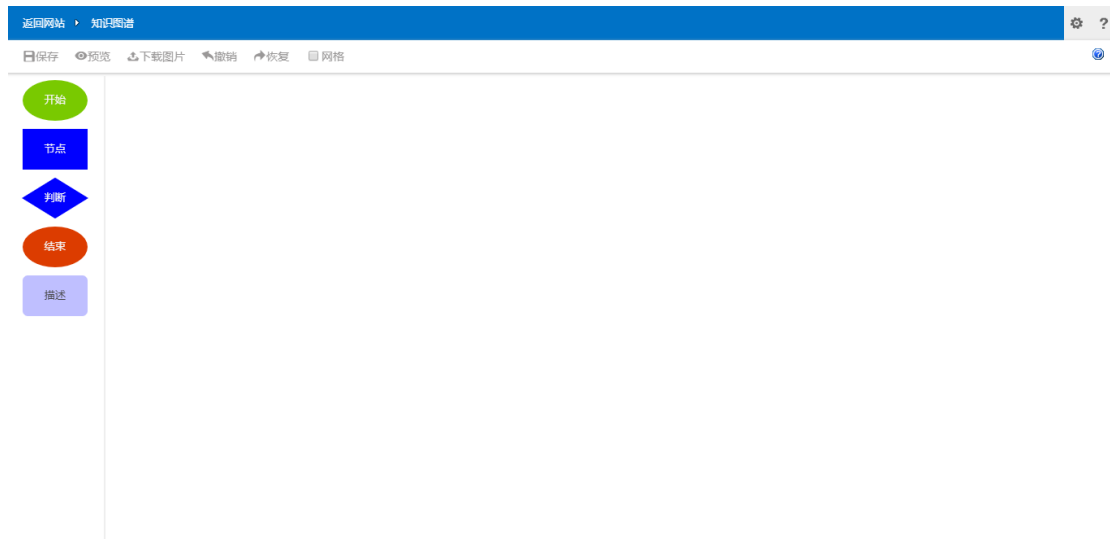 返回网站 知识图谱 ?
保存 预览 下载图片 撤销 恢复 网格 ?
开始
节点
判断
结束
描述